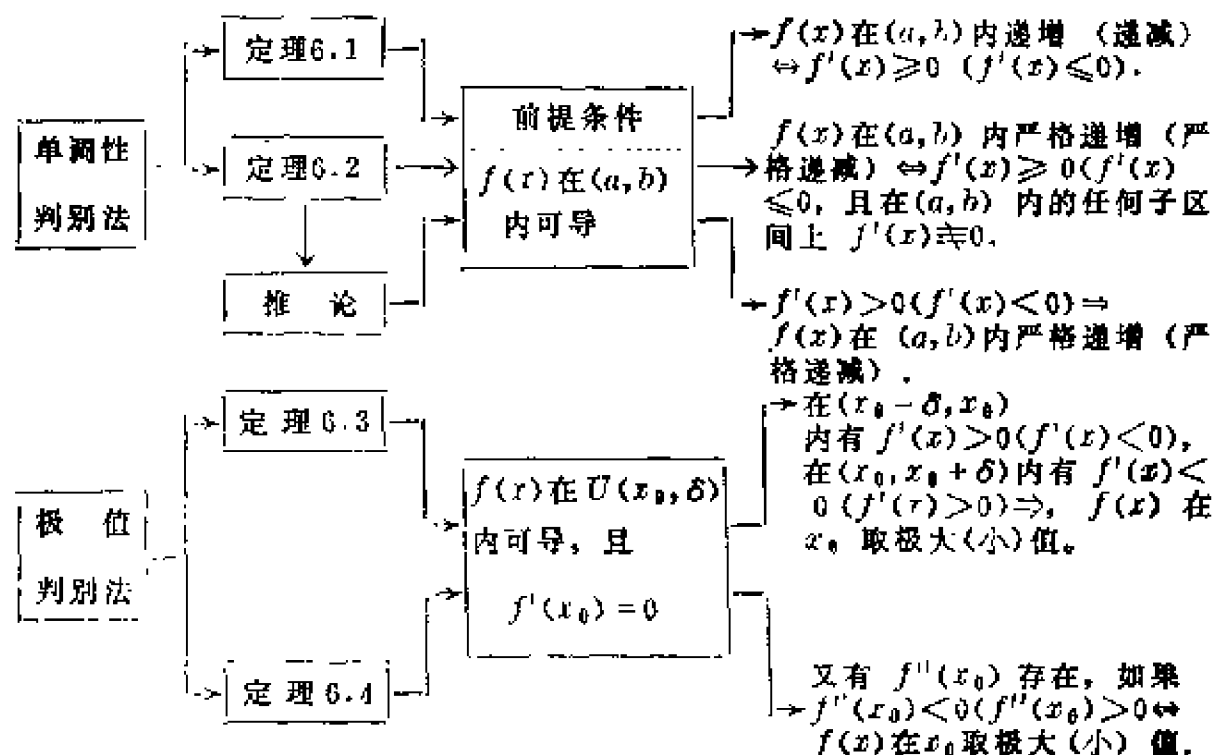 单调性
判别法
定理6.1
定理6.2
推 论
前提条件
f(x)在(a,b)
内可导
f(x)在(a,b)内递增 (递减)
⇔f'(x)≥0 (f'(x)≤0).
f(x)在(a,b) 内严格递增 (严
格递减) ⇔f'(x)≥0(f'(x)
≤0, 且在(a,b) 内的任何子区
间上 f'(x)≢0.
f'(x)>0(f'(x)<0)⇒
f(x)在 (a,b)内严格递增 (严
格递减) .
极 值
判别法
定理6.3
定理6.4
f(x)在U(x₀,δ)
内可导, 且
f'(x₀)=0
在(x₀-δ,x₀)
内有 f'(x)>0(f'(x)<0),
在(x₀,x₀+δ)内有 f'(x)<
0 (f'(x)>0)⇒, f(x) 在
x₀ 取极大(小)值。
又有 f''(x₀) 存在, 如果
f''(x₀)<0(f''(x₀)>0⇔
f(x)在x₀取极大 (小) 值.